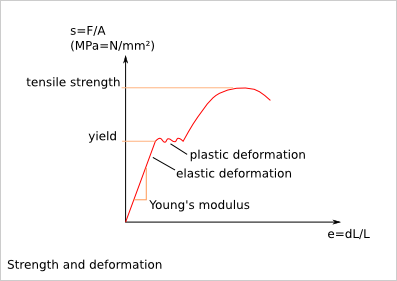 s=F/A
(MPa=N/mm²)
tensile strength
yield
plastic deformation
elastic deformation
Young's modulus
e=dL/L
Strength and deformation